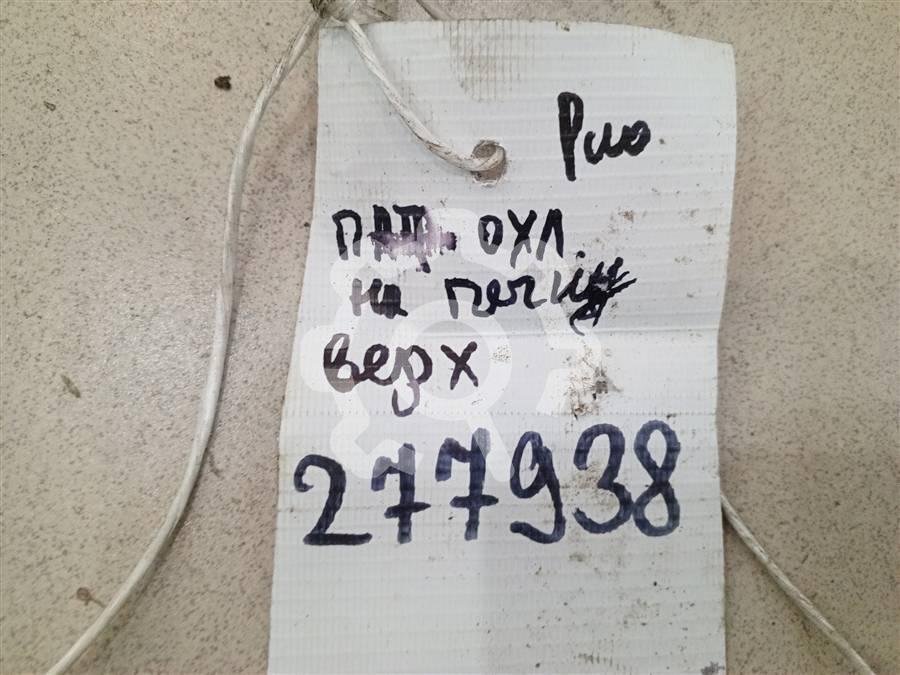 Рио
ПАТР. ОХЛ.
на печку
верх
277938